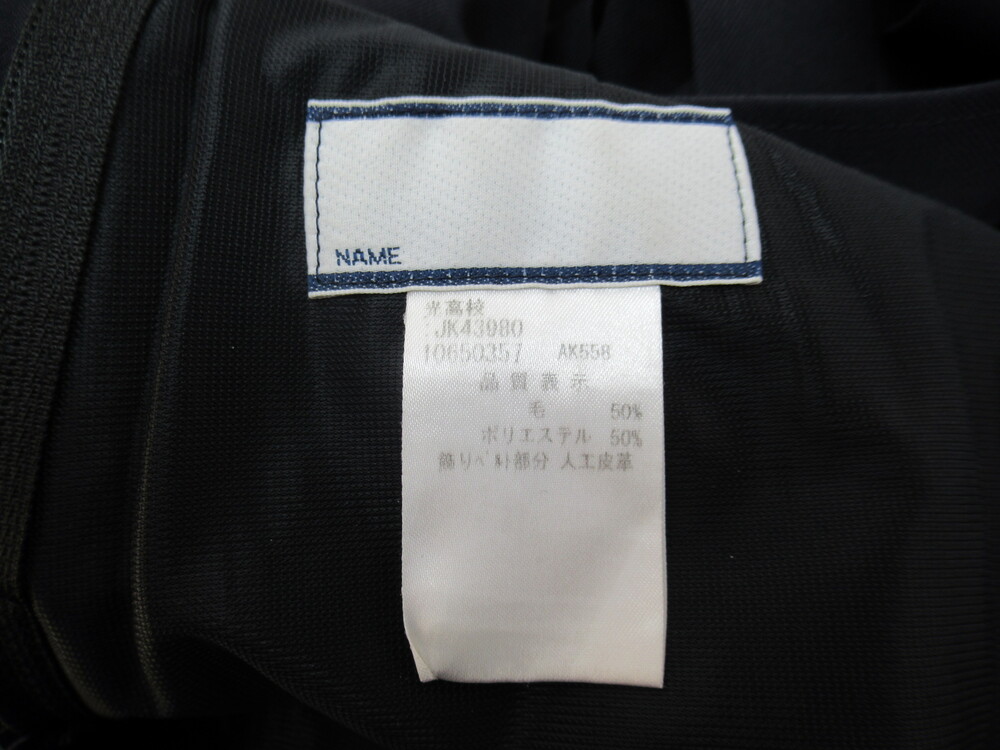 NAME
光高校
:JK43980
10650357 AK558
品質表示
毛 50%
ポリエステル 50%
飾りベルト部分 人工皮革